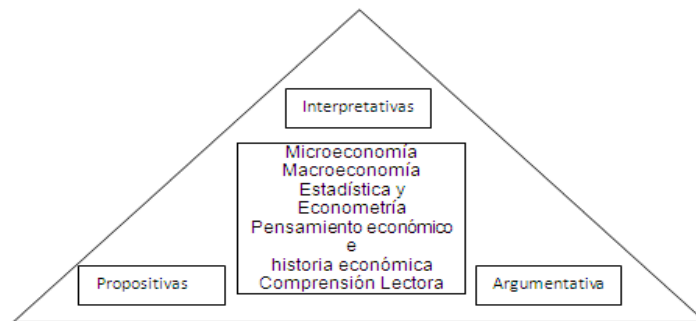 Interpretativas
Microeconomía
Macroeconomía
Estadística y
Econometría
Pensamiento económico
e
historia económica
Comprensión Lectora
Propositivas
Argumentativa